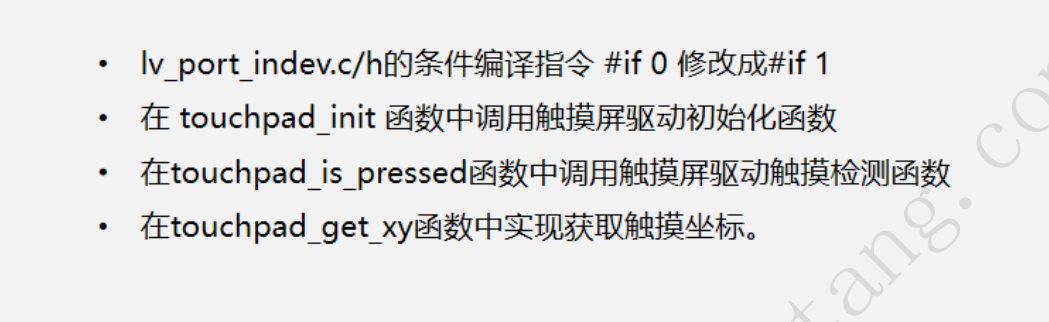 • lv_port_indev.c/h的条件编译指令 #if 0 修改成#if 1
• 在 touchpad_init 函数中调用触摸屏驱动初始化函数
• 在touchpad_is_pressed函数中调用触摸屏驱动触摸检测函数
• 在touchpad_get_xy函数中实现获取触摸坐标。
tang.co